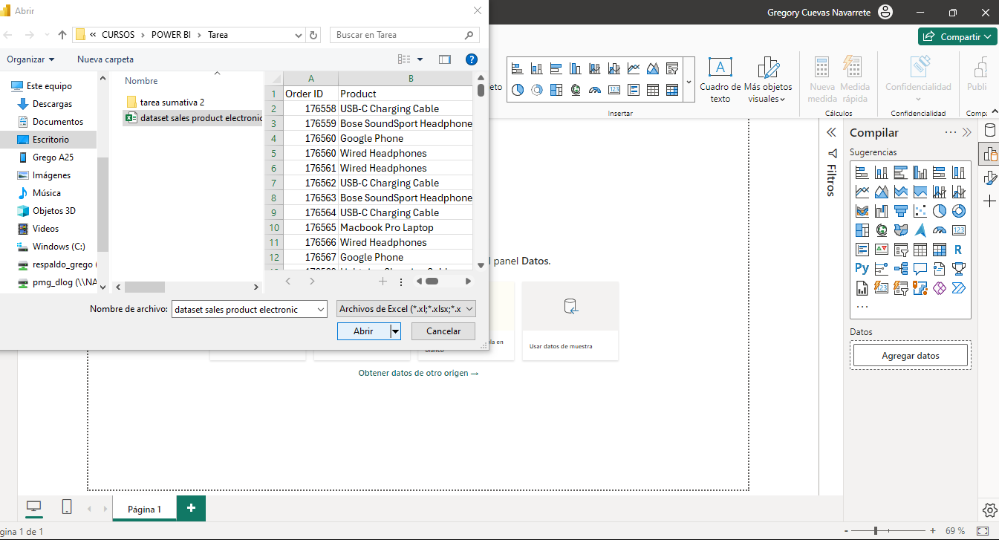 Abrir
Gregory Cuevas Navarrete
« CURSOS > POWER BI > Tarea
Buscar en Tarea
Organizar
Nueva carpeta
Compartir
Este equipo
Descargas
Documentos
Escritorio
Grego A25
Imágenes
Música
Objetos 3D
Videos
Windows (C:)
respaldo_grego (
pmg_dlog (\\NA
Nombre
tarea sumativa 2
dataset sales product electronic
A B
1 Order ID Product
2 176558 USB-C Charging Cable
3 176559 Bose SoundSport Headphone
4 176560 Google Phone
5 176560 Wired Headphones
6 176561 Wired Headphones
7 176562 USB-C Charging Cable
8 176563 Bose SoundSport Headphone
9 176564 USB-C Charging Cable
10 176565 Macbook Pro Laptop
11 176566 Wired Headphones
12 176567 Google Phone
Nombre de archivo:
dataset sales product electronic
Archivos de Excel (*.xl;*.xlsx;*.x
Abrir
Cancelar
eto
Cuadro de texto
Más objetos visuales
Insertar
Nueva medida
Medida rápida
Cálculos
Confidencialidad
Confidencialidad
Publi
Compa
Filtros
Compilar
Sugerencias
123
R
Py
123
Datos
Agregar datos
l panel Datos.
la en
blanco
Usar datos de muestra
Obtener datos de otro origen →
Página 1
gina 1 de 1
- + 69 %